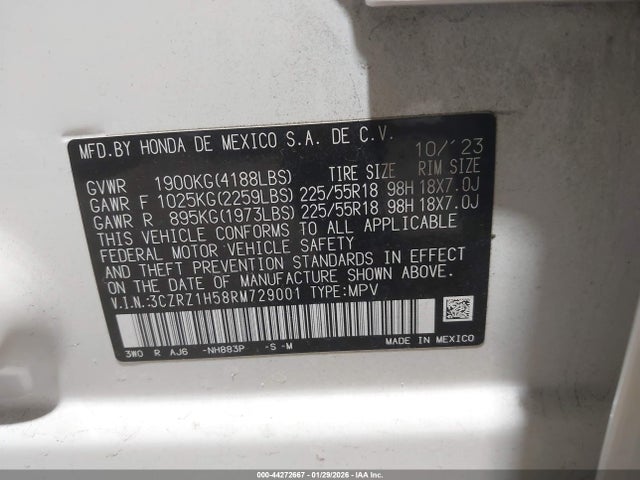 MFD.BY HONDA DE MEXICO S.A. DE C.V. 10/'23
GVWR 1900KG(4188LBS) TIRE SIZE RIM SIZE
GAWR F 1025KG(2259LBS) 225/55R18 98H 18X7.0J
GAWR R 895KG(1973LBS) 225/55R18 98H 18X7.0J
THIS VEHICLE CONFORMS TO ALL APPLICABLE
FEDERAL MOTOR VEHICLE SAFETY
AND THEFT PREVENTION STANDARDS IN EFFECT
ON THE DATE OF MANUFACTURE SHOWN ABOVE.
V.I.N.:3CZRZ1H58RM729001 TYPE:MPV
3W0 R AJ6 -NH883P -S -M MADE IN MEXICO
000-44272667 - 01/29/2026 - IAAI Inc.